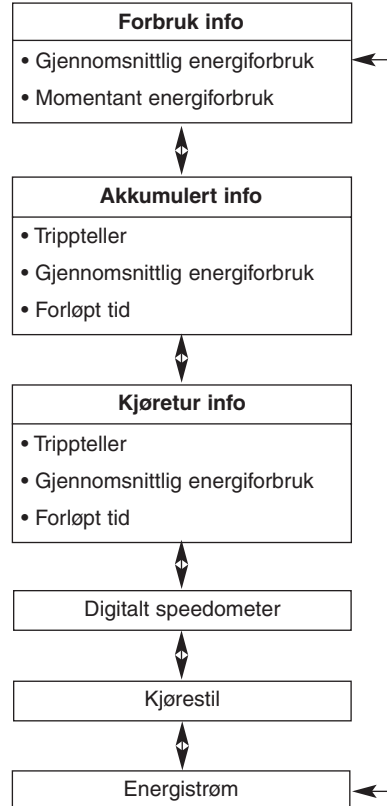 Forbruk info
• Gjennomsnittlig energiforbruk
• Momentant energiforbruk
Akkumulert info
• Trippteller
• Gjennomsnittlig energiforbruk
• Forløpt tid
Kjøretur info
• Trippteller
• Gjennomsnittlig energiforbruk
• Forløpt tid
Digitalt speedometer
Kjørestil
Energistrøm